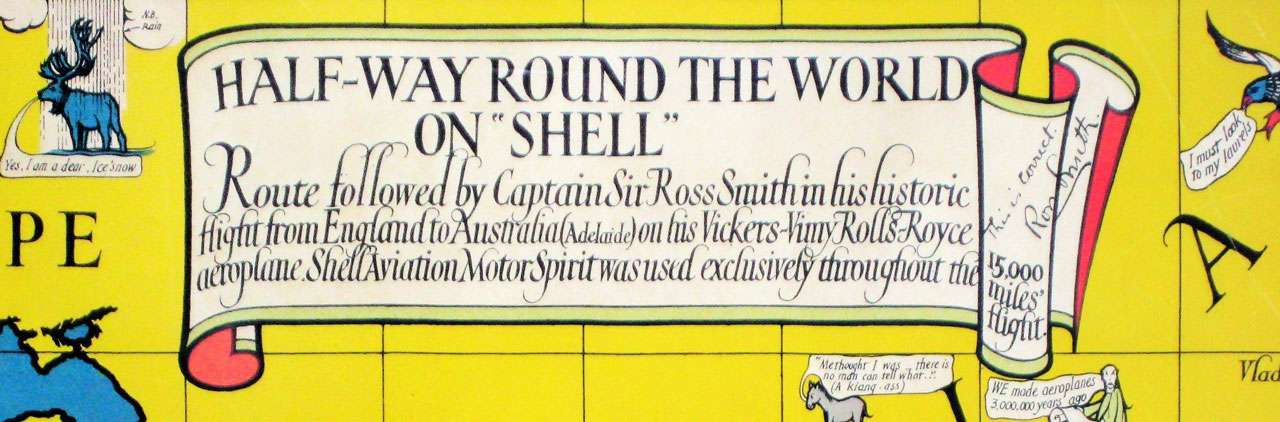 N.B.
Rain
Yes, I am a dear, Ice'snow
PE
HALF-WAY ROUND THE WORLD
ON "SHELL"
Route followed by Captain Sir Ross Smith in his historic
flight from England to Australia (Adelaide) on his Vickers-Vimy Rolls-Royce
aeroplane. Shell Aviation Motor Spirit was used exclusively throughout the
15.000
miles'
flight.
This is correct.
Ross Smith.
I must look
to my laurels
A
"Methought I was _ there is
no man can tell what.."
(A kiang-ass)
WE made aeroplanes
3,000,000 years ago
Vlad